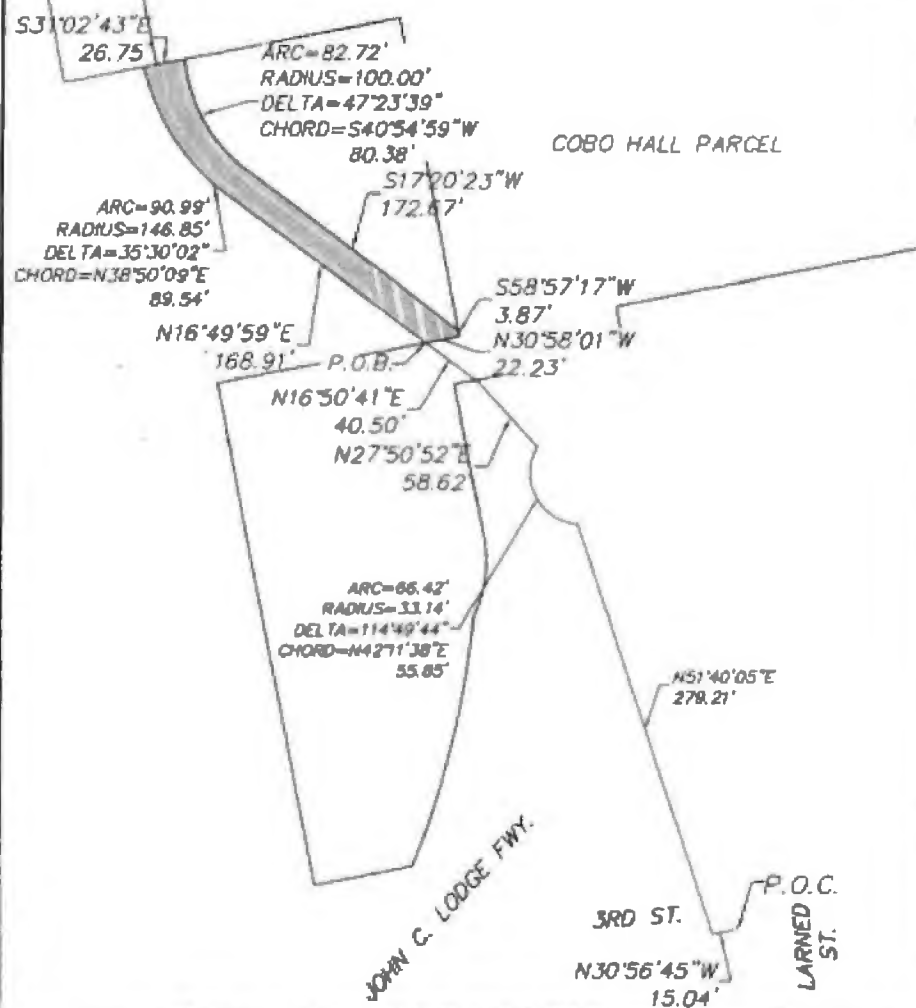 S31°02'43"E
26.75
ARC=82.72'
RADIUS=100.00'
DELTA=47°23'39"
CHORD=S40°54'59"W
80.38'
COBO HALL PARCEL
S17°20'23"W
172.67'
ARC=90.99'
RADIUS=146.85'
DELTA=35°30'02"
CHORD=N38°50'09"E
89.54'
S58°57'17"W
3.87'
N30°58'01"W
22.23'
N16°49'59"E
168.91'
P.O.B.
N16°50'41"E
40.50'
N27°50'52"E
58.62'
ARC=66.42'
RADIUS=33.14'
DELTA=114°49'44"
CHORD=N42°11'38"E
55.85'
N51°40'05"E
279.21'
JOHN C. LODGE FWY.
3RD ST.
P.O.C.
LARNED
ST.
N30°56'45"W
15.04'